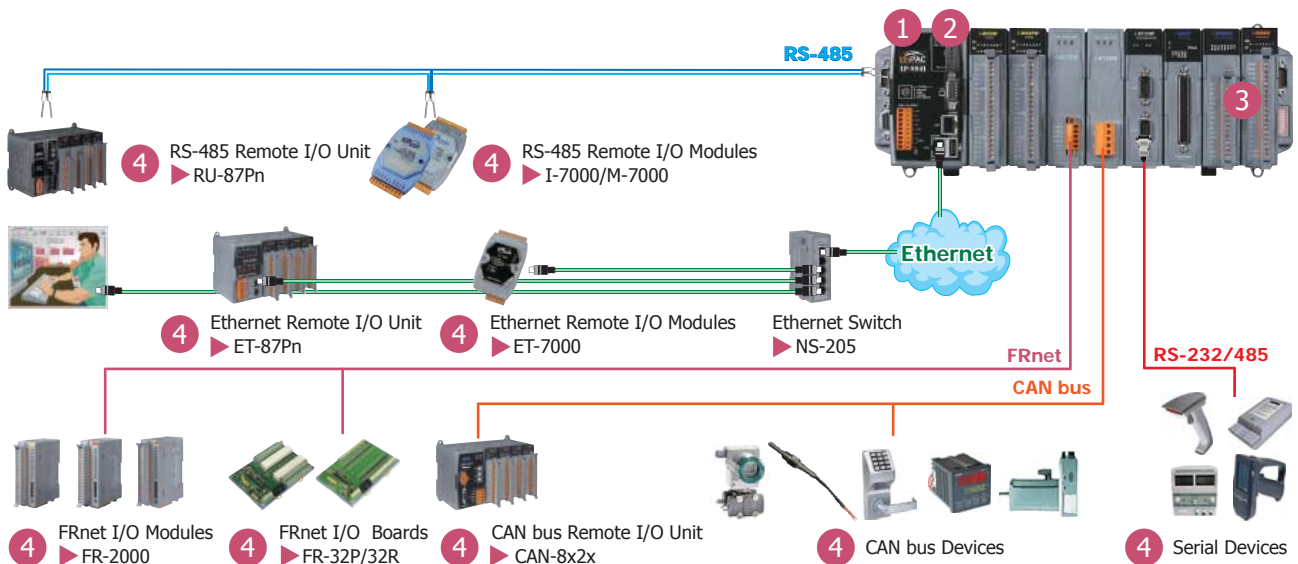 1
2
RS-485
UniPAC
UP-8841
3
4
RS-485 Remote I/O Unit
RU-87Pn
4
RS-485 Remote I/O Modules
I-7000/M-7000
Ethernet
4
Ethernet Remote I/O Unit
ET-87Pn
4
Ethernet Remote I/O Modules
ET-7000
Ethernet Switch
NS-205
FRnet
RS-232/485
CAN bus
4
FRnet I/O Modules
FR-2000
4
FRnet I/O Boards
FR-32P/32R
4
CAN bus Remote I/O Unit
CAN-8x2x
4
CAN bus Devices
4
Serial Devices